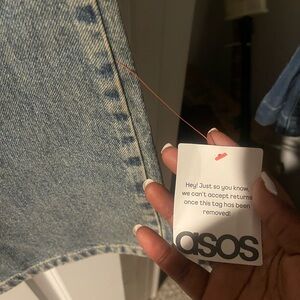 Hey! Just so you know,
we can't accept returns
once this tag has been
removed!
asos